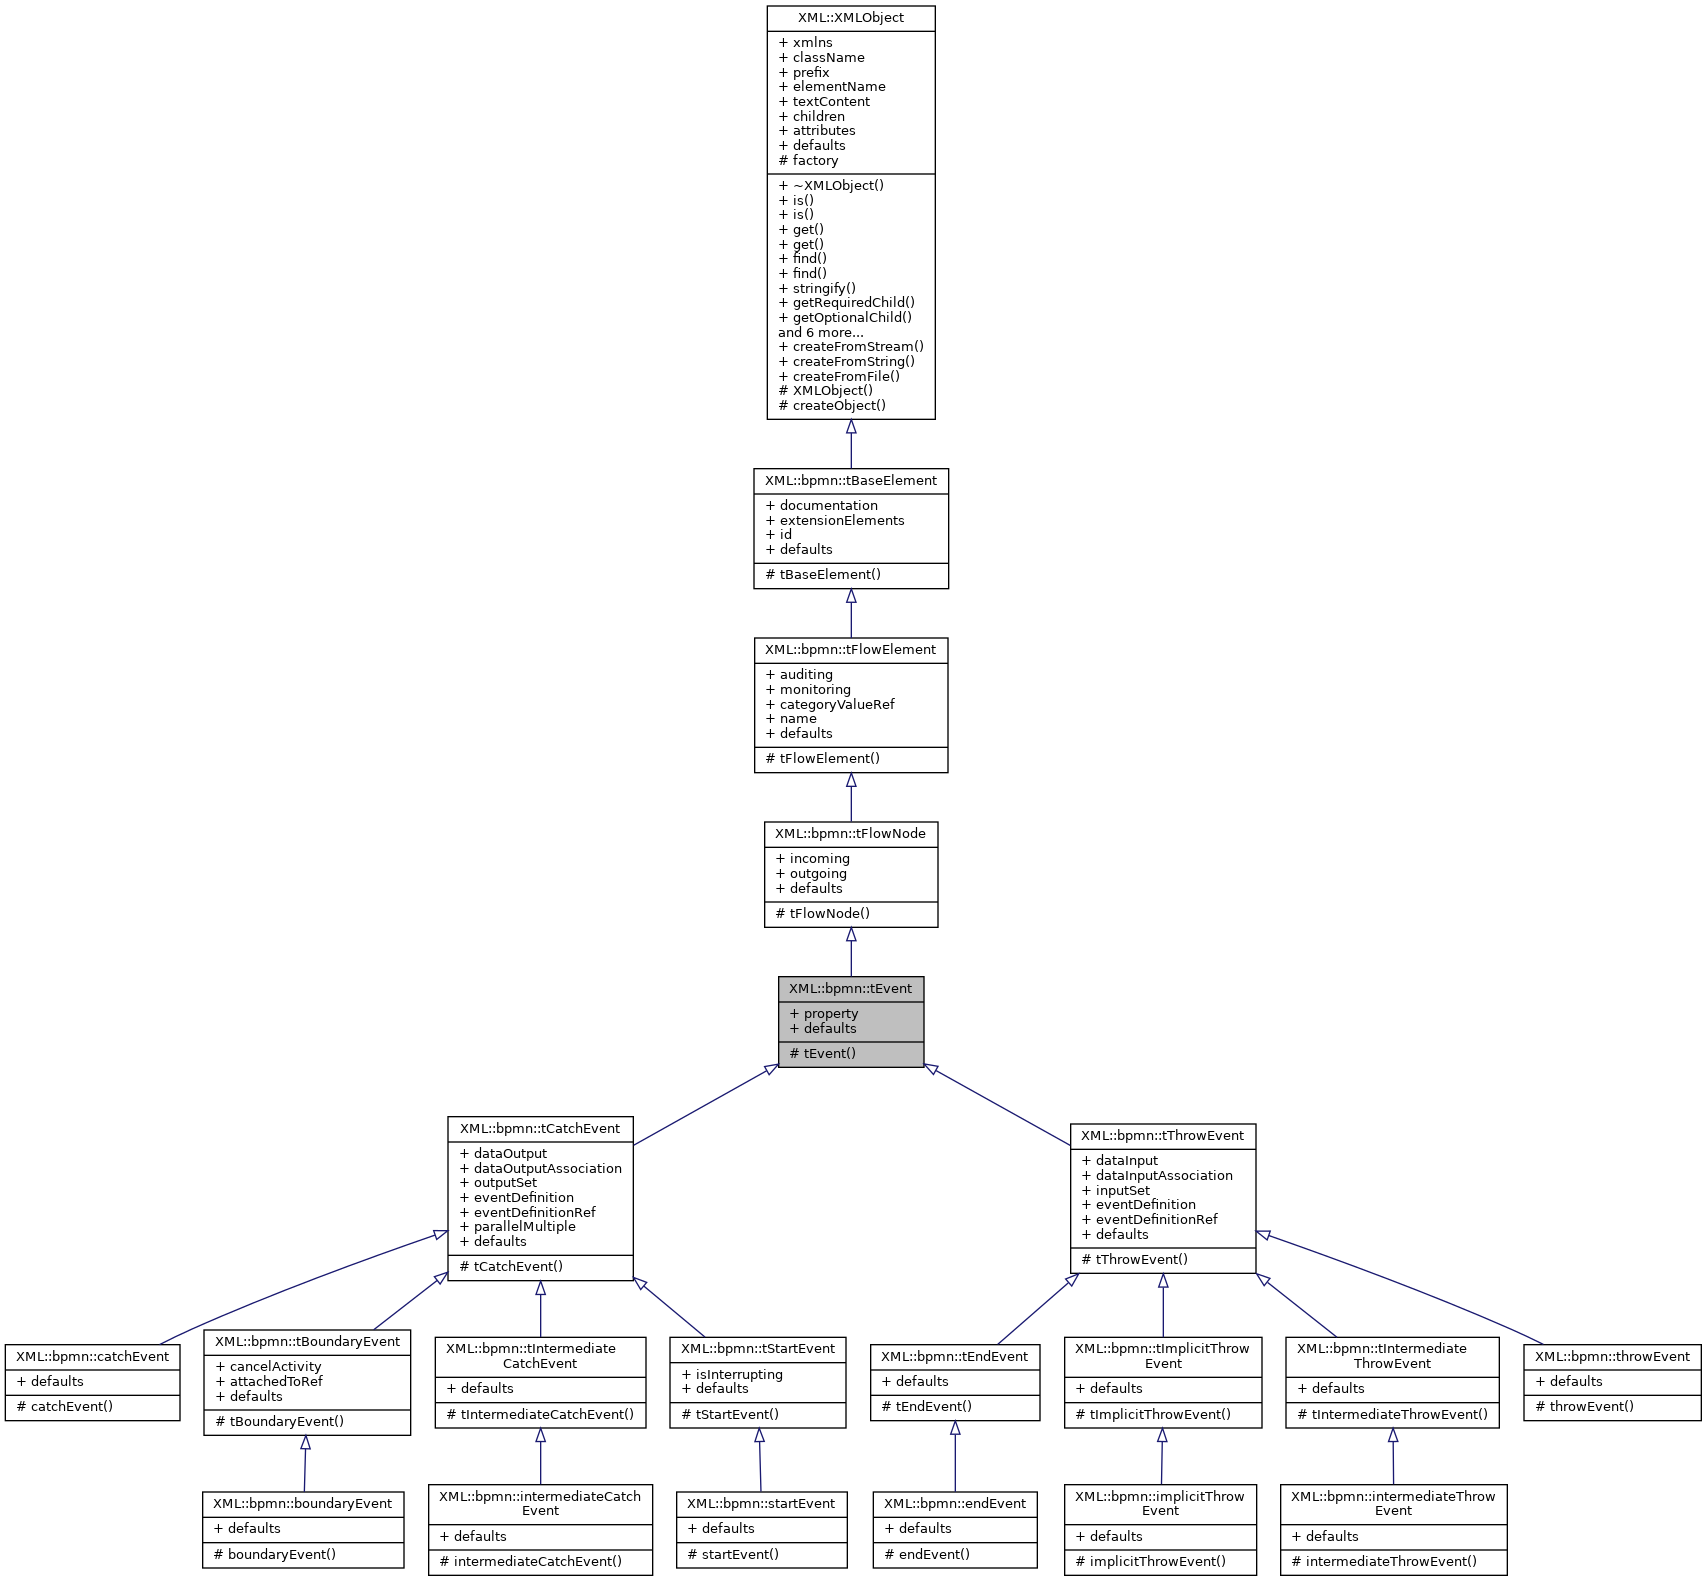 XML::XMLObject
+ xmlns
+ className
+ prefix
+ elementName
+ textContent
+ children
+ attributes
+ defaults
# factory
+ ~XMLObject()
+ is()
+ is()
+ get()
+ get()
+ find()
+ find()
+ stringify()
+ getRequiredChild()
+ getOptionalChild()
and 6 more...
+ createFromStream()
+ createFromString()
+ createFromFile()
# XMLObject()
# createObject()
XML::bpmn::tBaseElement
+ documentation
+ extensionElements
+ id
+ defaults
# tBaseElement()
XML::bpmn::tFlowElement
+ auditing
+ monitoring
+ categoryValueRef
+ name
+ defaults
# tFlowElement()
XML::bpmn::tFlowNode
+ incoming
+ outgoing
+ defaults
# tFlowNode()
XML::bpmn::tEvent
+ property
+ defaults
# tEvent()
XML::bpmn::tCatchEvent
+ dataOutput
+ dataOutputAssociation
+ outputSet
+ eventDefinition
+ eventDefinitionRef
+ parallelMultiple
+ defaults
# tCatchEvent()
XML::bpmn::tThrowEvent
+ dataInput
+ dataInputAssociation
+ inputSet
+ eventDefinition
+ eventDefinitionRef
+ defaults
# tThrowEvent()
XML::bpmn::catchEvent
+ defaults
# catchEvent()
XML::bpmn::tBoundaryEvent
+ cancelActivity
+ attachedToRef
+ defaults
# tBoundaryEvent()
XML::bpmn::tIntermediate
CatchEvent
+ defaults
# tIntermediateCatchEvent()
XML::bpmn::tStartEvent
+ isInterrupting
+ defaults
# tStartEvent()
XML::bpmn::tEndEvent
+ defaults
# tEndEvent()
XML::bpmn::tImplicitThrow
Event
+ defaults
# tImplicitThrowEvent()
XML::bpmn::tIntermediate
ThrowEvent
+ defaults
# tIntermediateThrowEvent()
XML::bpmn::throwEvent
+ defaults
# throwEvent()
XML::bpmn::boundaryEvent
+ defaults
# boundaryEvent()
XML::bpmn::intermediateCatch
Event
+ defaults
# intermediateCatchEvent()
XML::bpmn::startEvent
+ defaults
# startEvent()
XML::bpmn::endEvent
+ defaults
# endEvent()
XML::bpmn::implicitThrow
Event
+ defaults
# implicitThrowEvent()
XML::bpmn::intermediateThrow
Event
+ defaults
# intermediateThrowEvent()